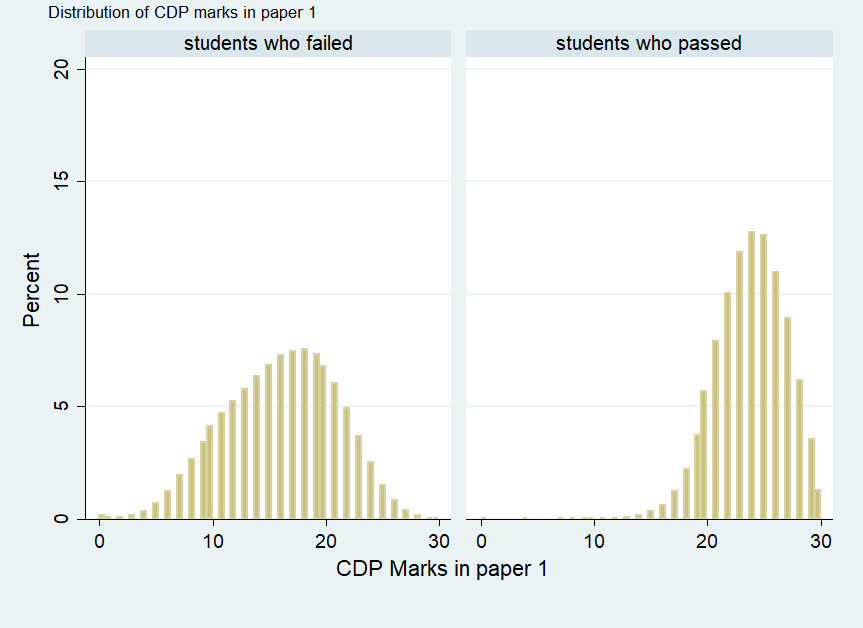 Distribution of CDP marks in paper 1
students who failed
students who passed
Percent
20
15
10
5
0
0 10 20 30
0 10 20 30
CDP Marks in paper 1